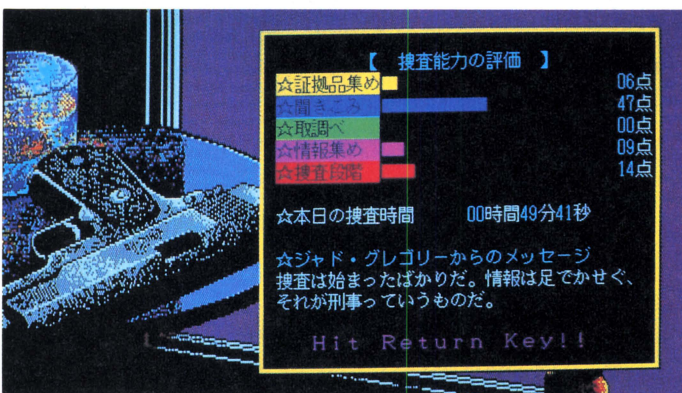 【 捜査能力の評価 】
☆証拠品集め 06点
☆聞きこみ 47点
☆取調べ 00点
☆情報集め 09点
☆捜査段階 14点
☆本日の捜査時間 00時間49分41秒
☆ジャド・グレゴリーからのメッセージ
捜査は始まったばかりだ。情報は足でかせぐ、
それが刑事っていうものだ。
Hit Return Key!!